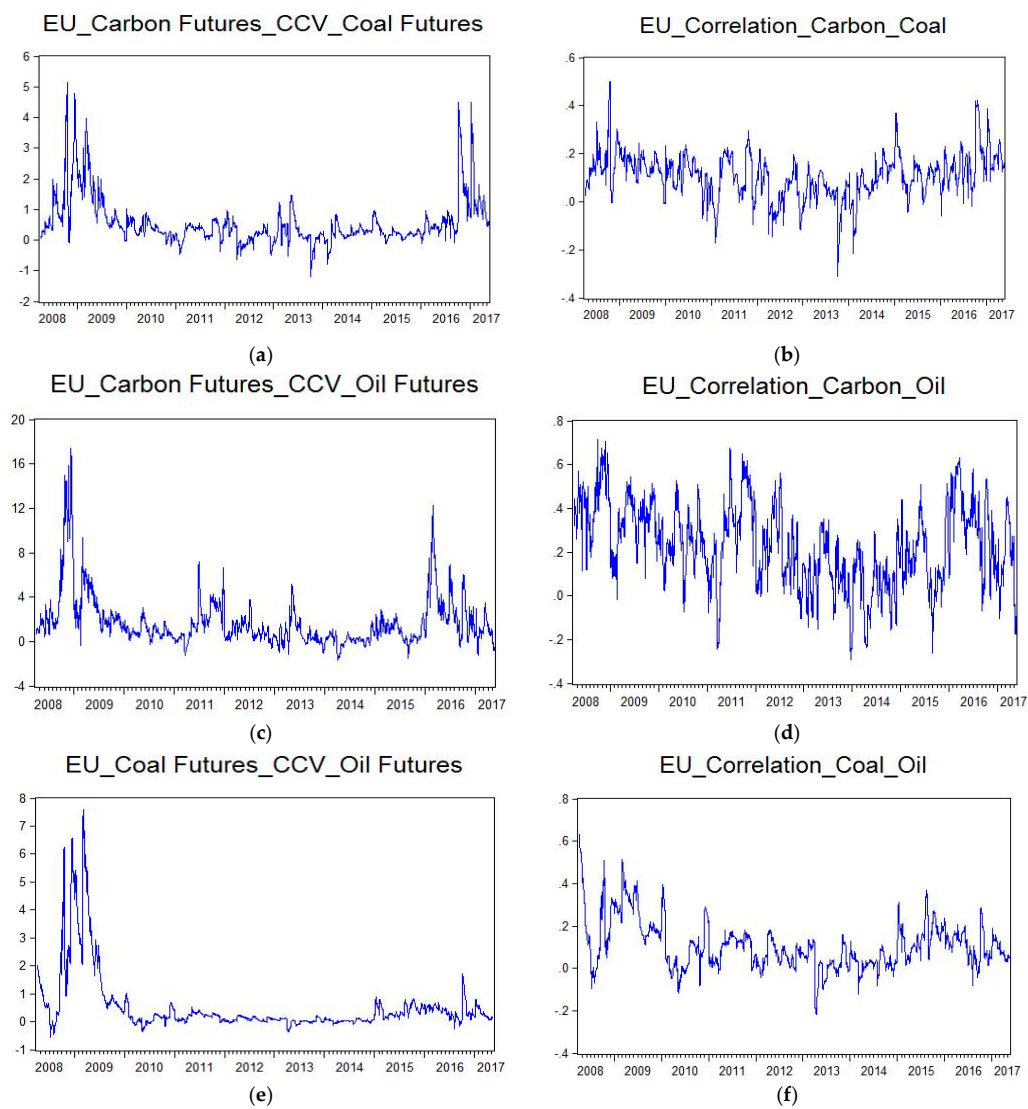 EU_Carbon Futures_CCV_Coal Futures
6
5
4
3
2
1
0
-1
-2
2008 2009 2010 2011 2012 2013 2014 2015 2016 2017
(a)
EU_Correlation_Carbon_Coal
.6
.4
.2
.0
-.2
-.4
2008 2009 2010 2011 2012 2013 2014 2015 2016 2017
(b)
EU_Carbon Futures_CCV_Oil Futures
20
16
12
8
4
0
-4
2008 2009 2010 2011 2012 2013 2014 2015 2016 2017
(c)
EU_Correlation_Carbon_Oil
.8
.6
.4
.2
.0
-.2
-.4
2008 2009 2010 2011 2012 2013 2014 2015 2016 2017
(d)
EU_Coal Futures_CCV_Oil Futures
8
7
6
5
4
3
2
1
0
-1
2008 2009 2010 2011 2012 2013 2014 2015 2016 2017
(e)
EU_Correlation_Coal_Oil
.8
.6
.4
.2
.0
-.2
-.4
2008 2009 2010 2011 2012 2013 2014 2015 2016 2017
(f)